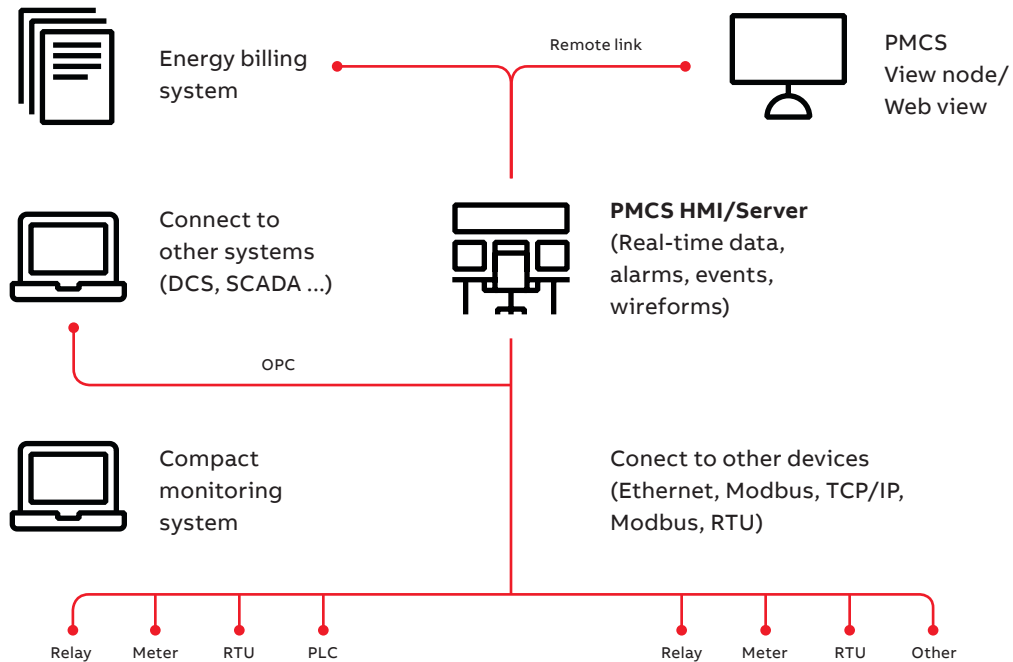 Energy billing
system
Remote link
PMCS
View node/
Web view
Connect to
other systems
(DCS, SCADA ...)
PMCS HMI/Server
(Real-time data,
alarms, events,
wireforms)
OPC
Compact
monitoring
system
Conect to other devices
(Ethernet, Modbus, TCP/IP,
Modbus, RTU)
Relay
Meter
RTU
PLC
Relay
Meter
RTU
Other